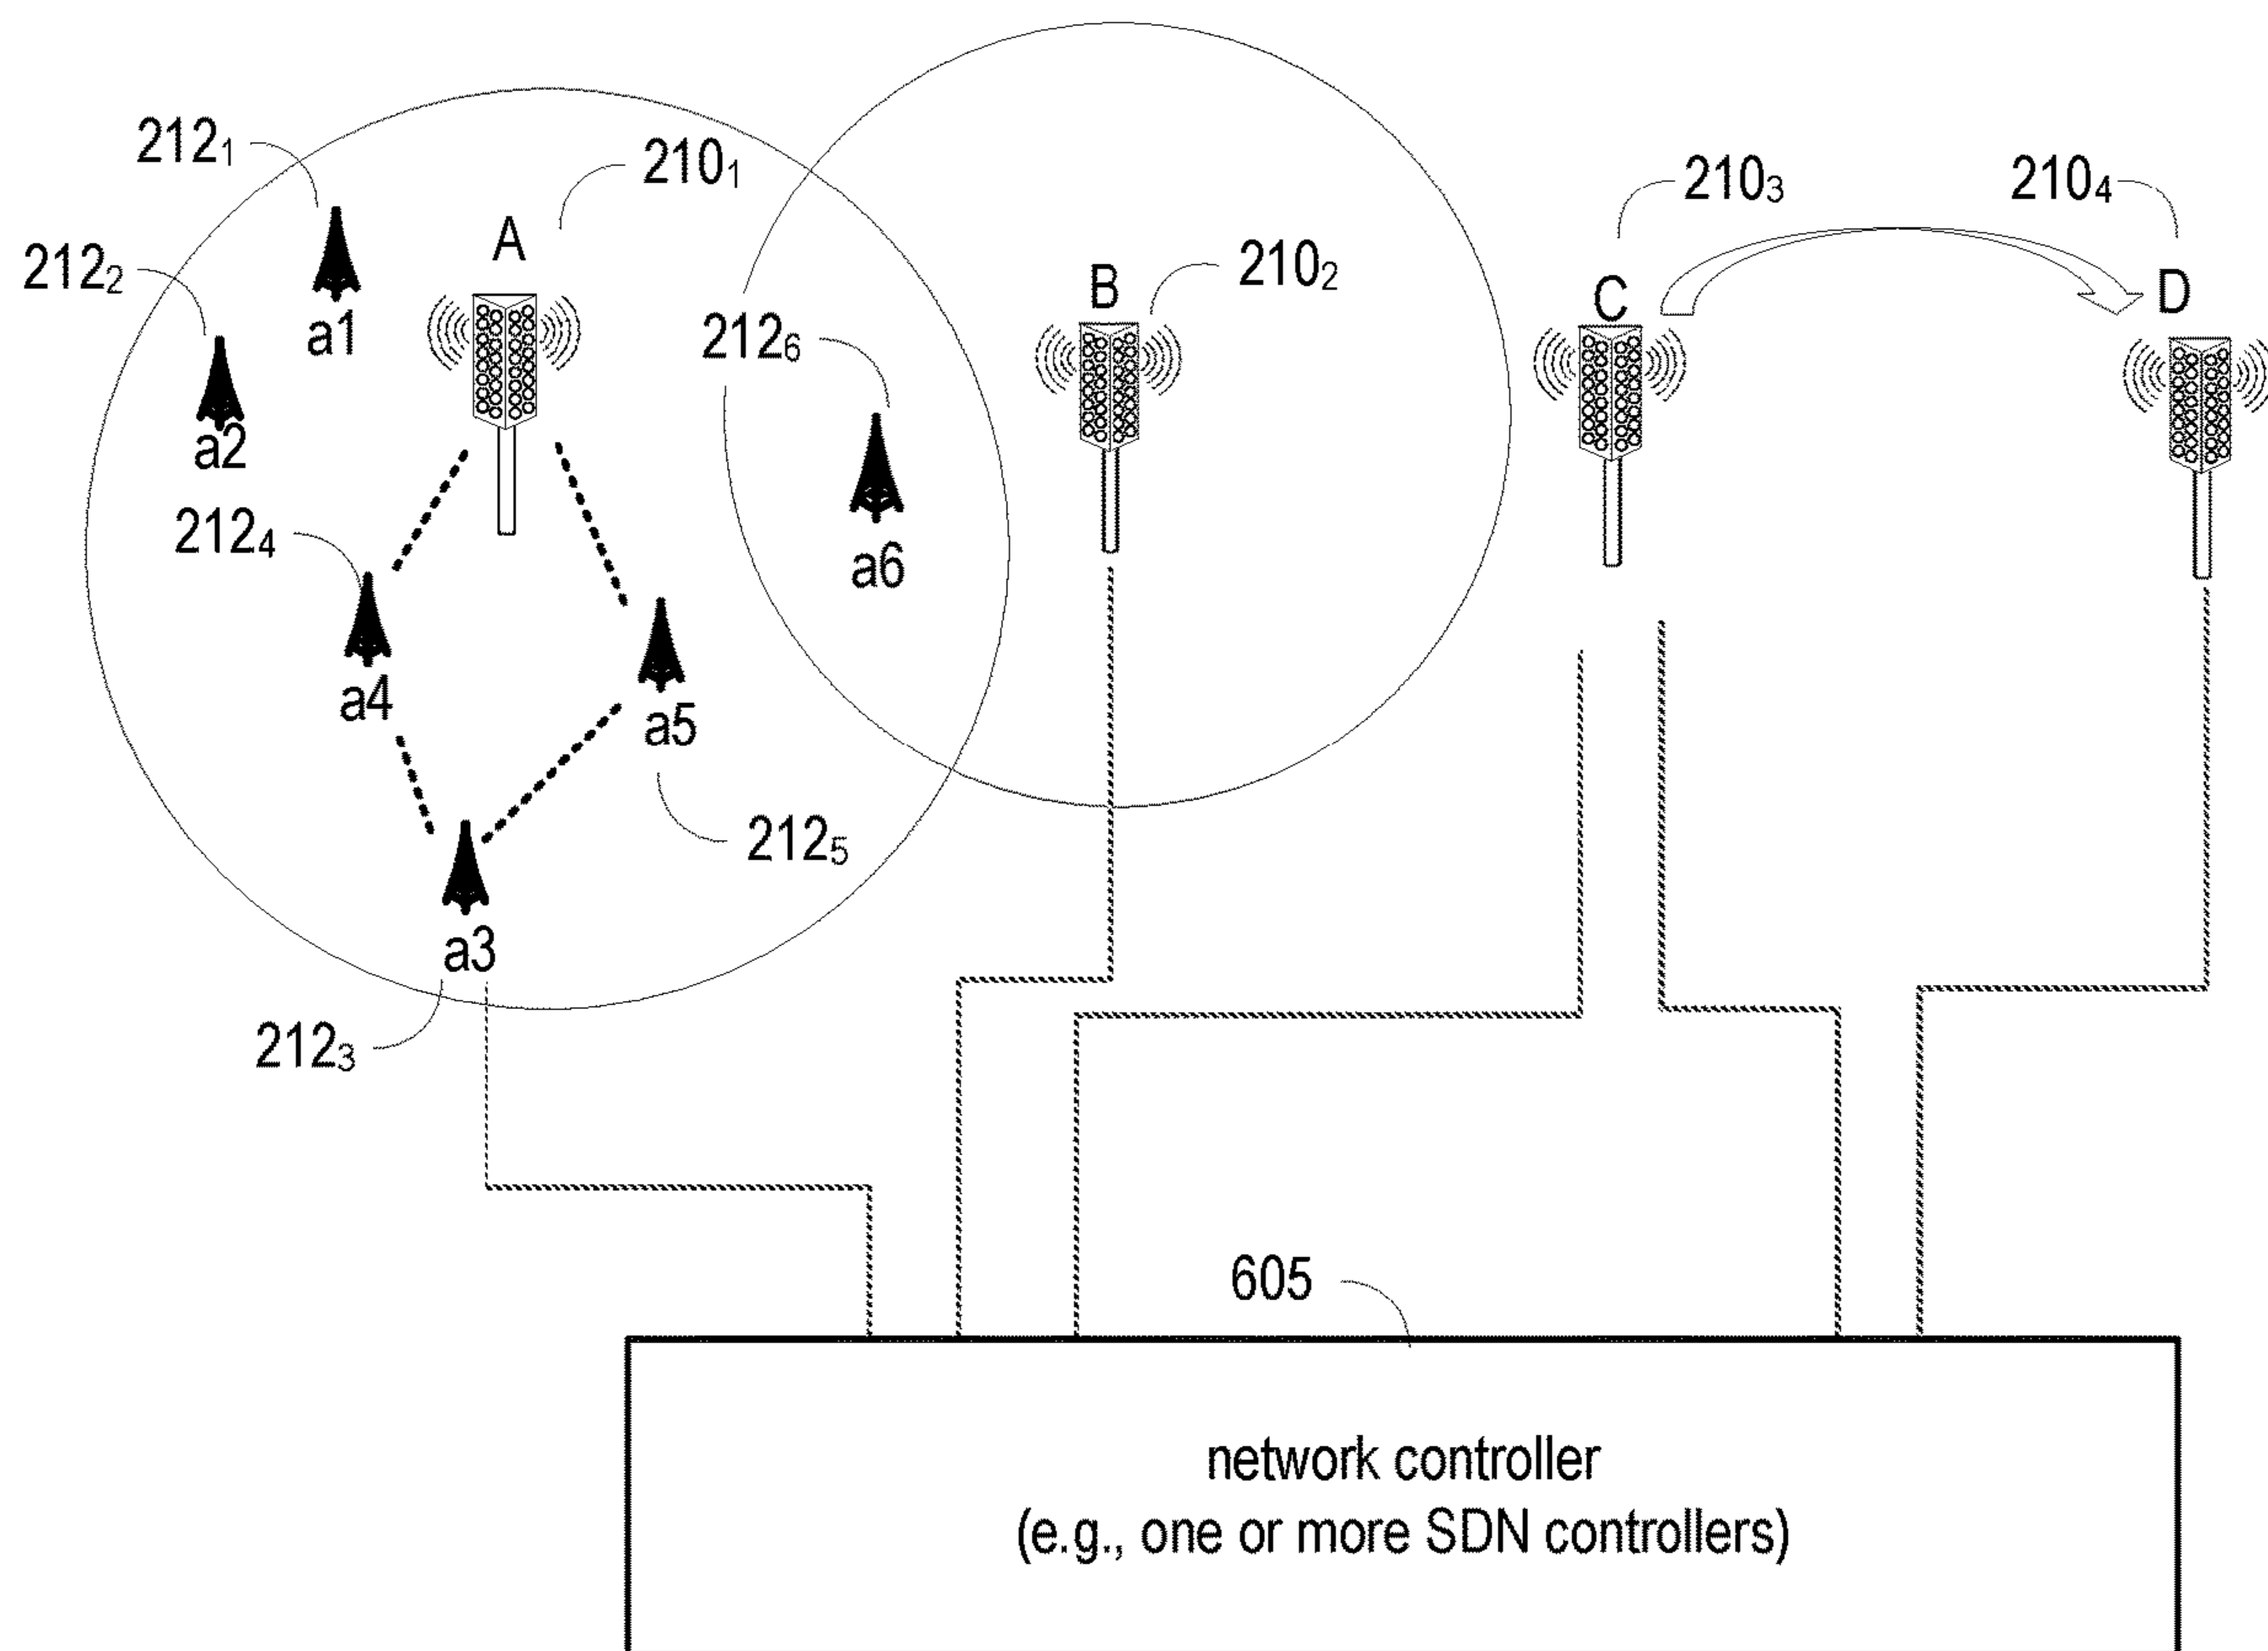 212₁
210₁
210₃
210₄
212₂
A
210₂
B
C
D
a1
212₆
a2
212₄
a6
a4
a5
212₅
a3
212₃
605
network controller
(e.g., one or more SDN controllers)